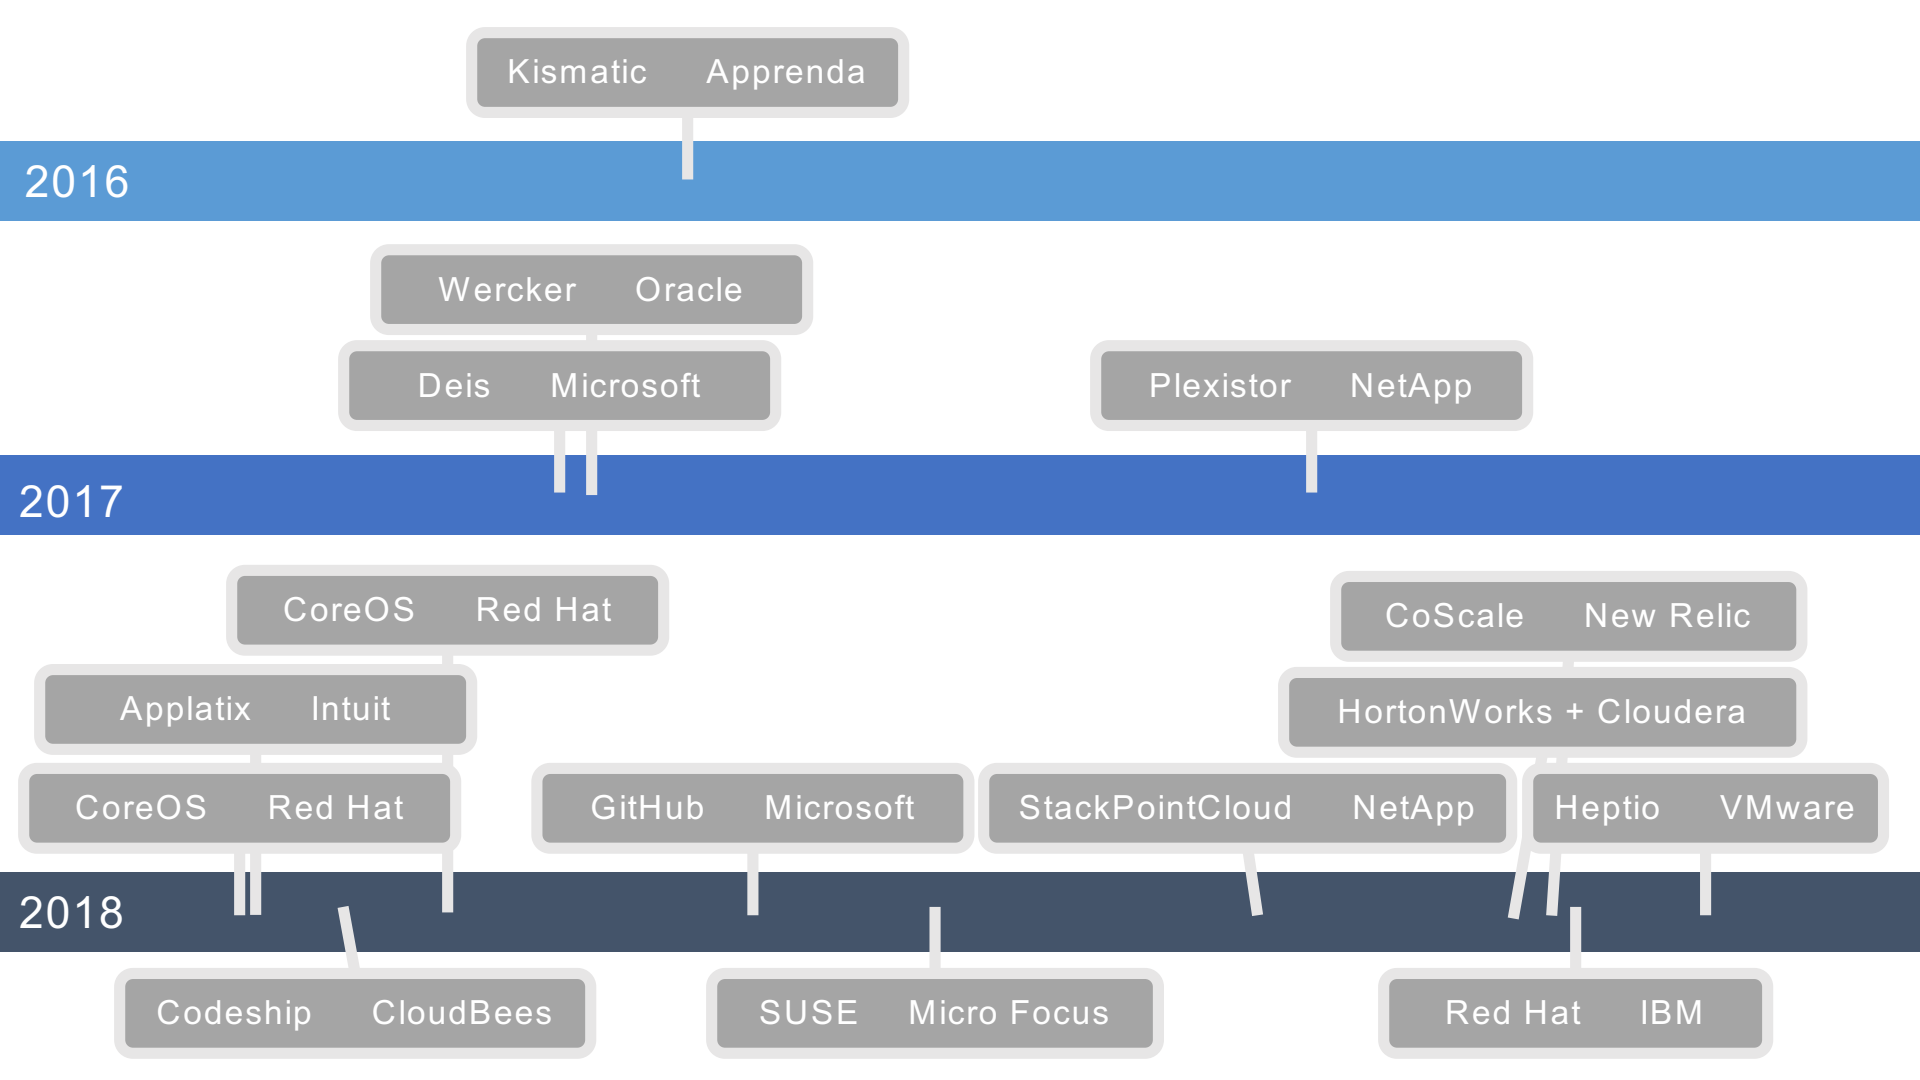 Kismatic Apprenda
2016
Wercker Oracle
Deis Microsoft
Plexistor NetApp
2017
CoreOS Red Hat
CoScale New Relic
Applatix Intuit
HortonWorks + Cloudera
CoreOS Red Hat
GitHub Microsoft
StackPointCloud NetApp
Heptio VMware
2018
Codeship CloudBees
SUSE Micro Focus
Red Hat IBM